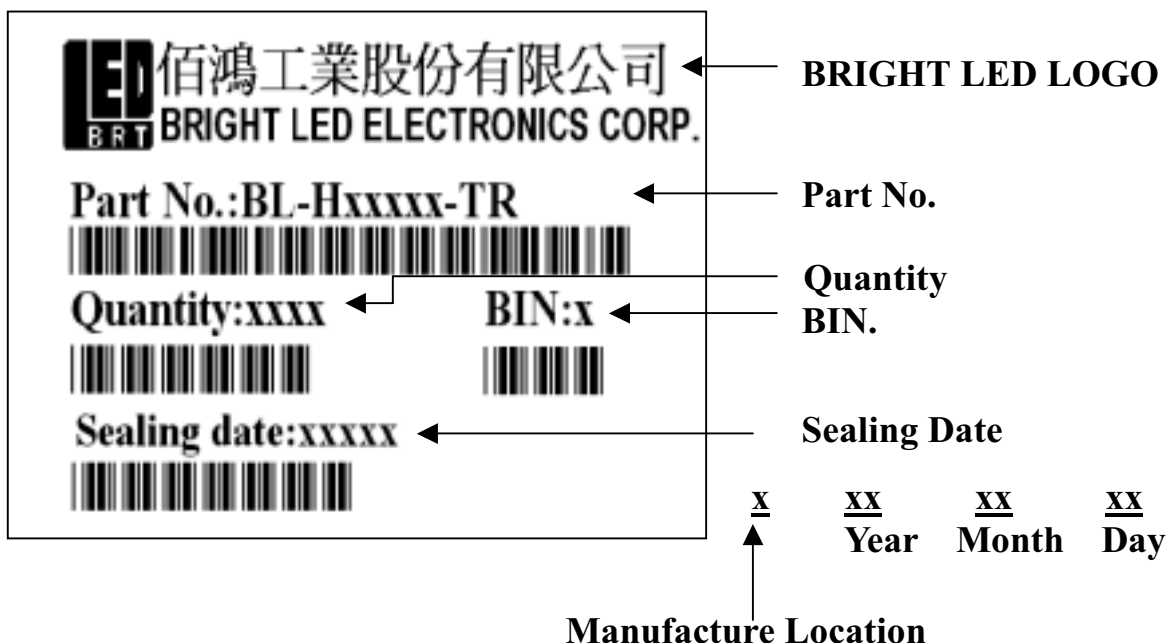 LED 佰鴻工業股份有限公司
BRT BRIGHT LED ELECTRONICS CORP.
BRIGHT LED LOGO
Part No.:BL-Hxxxxx-TR
Part No.
Quantity:xxxx
BIN:x
Quantity
BIN.
Sealing date:xxxxx
Sealing Date
x xx xx xx
Year Month Day
Manufacture Location